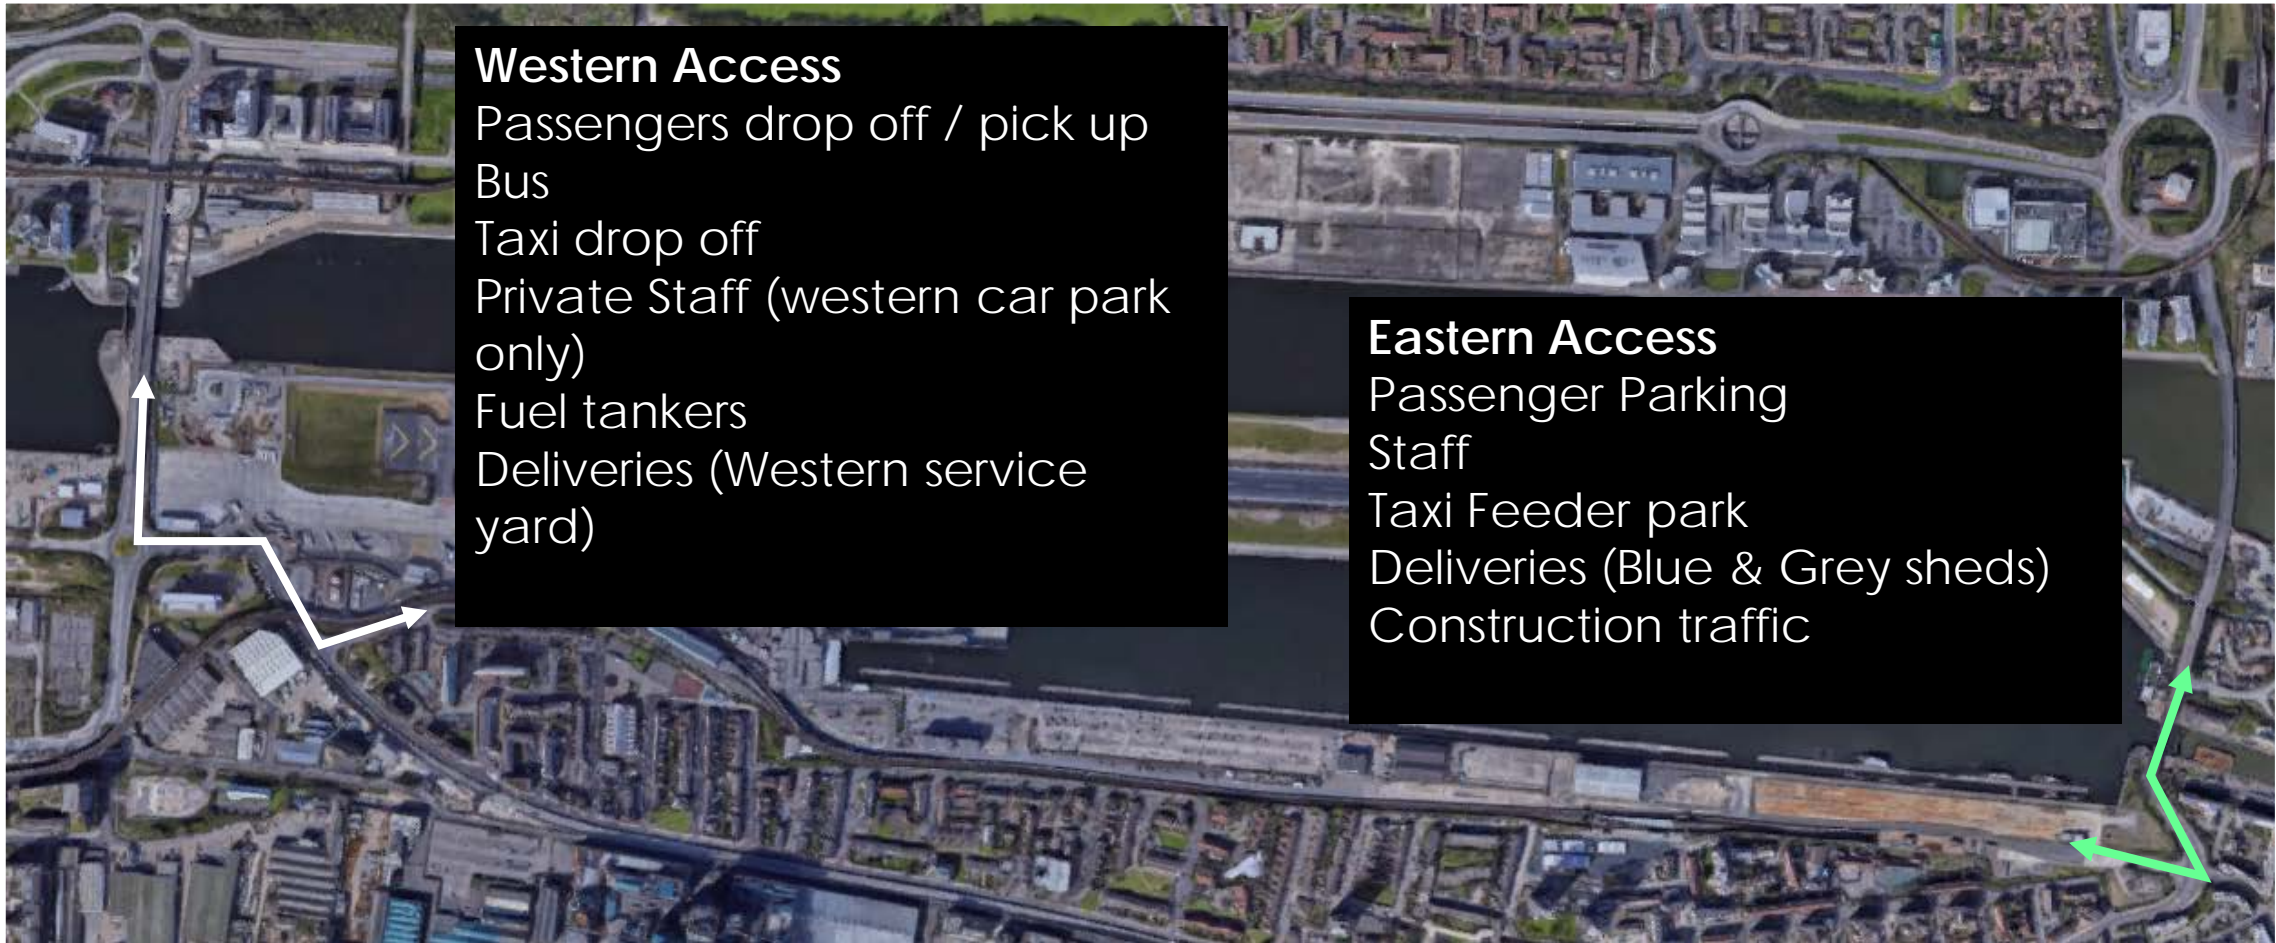 Western Access
Passengers drop off / pick up
Bus
Taxi drop off
Private Staff (western car park
only)
Fuel tankers
Deliveries (Western service
yard)
Eastern Access
Passenger Parking
Staff
Taxi Feeder park
Deliveries (Blue & Grey sheds)
Construction traffic